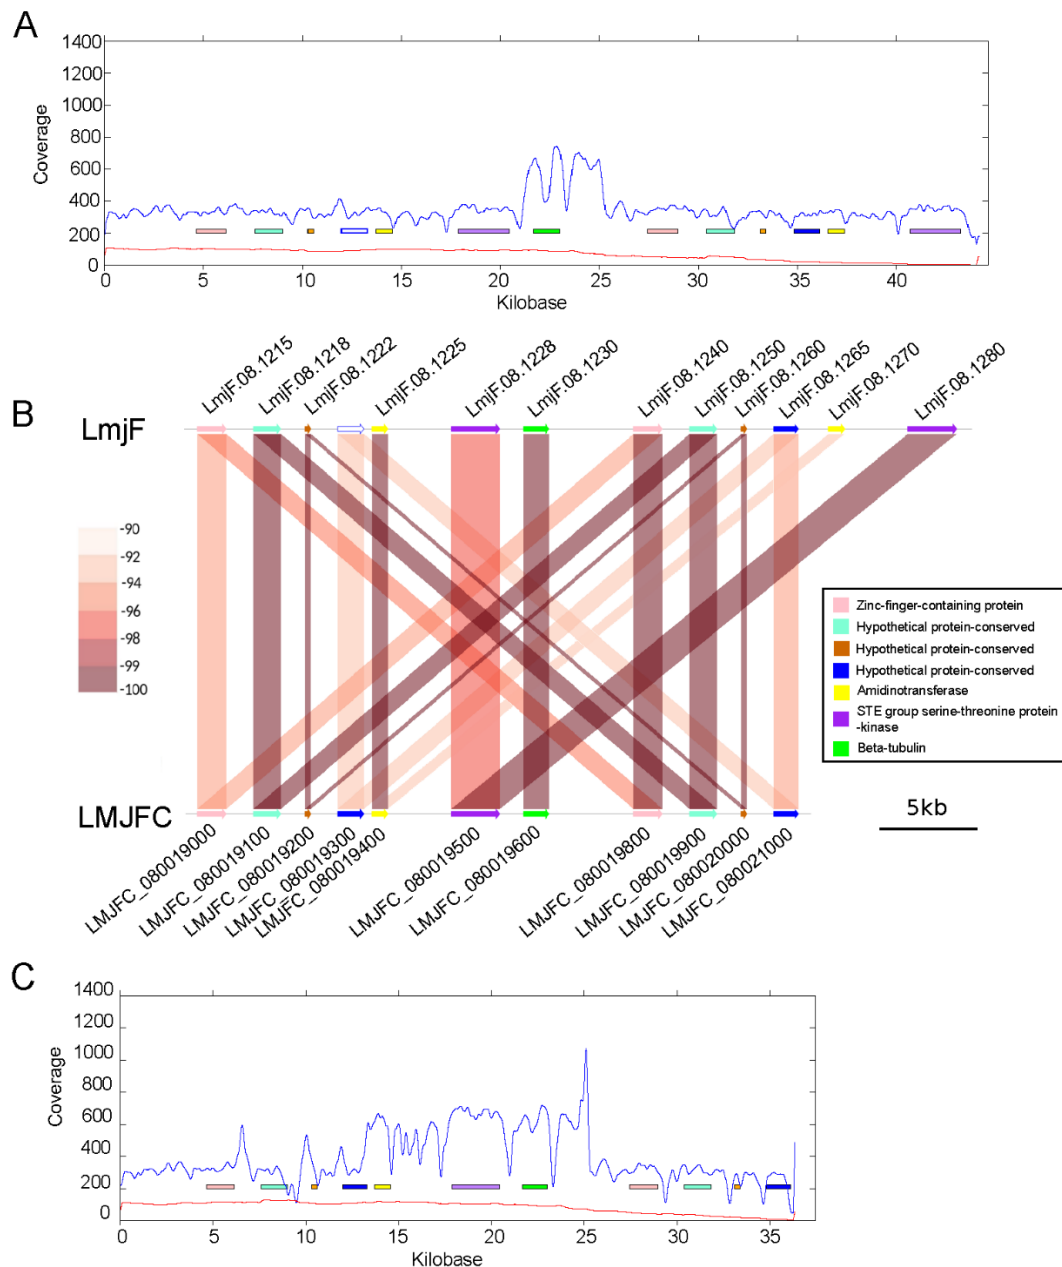 A
1400
1200
1000
800
600
400
200
0
Coverage
0 5 10 15 20 25 30 35 40
Kilobase
B
LmjF.08.1215
LmjF.08.1218
LmjF.08.1222
LmjF.08.1225
LmjF.08.1228
LmjF.08.1230
LmjF.08.1240
LmjF.08.1250
LmjF.08.1260
LmjF.08.1265
LmjF.08.1270
LmjF.08.1280
LmjF
-90
-92
-94
-96
-98
-99
-100
Zinc-finger-containing protein
Hypothetical protein-conserved
Hypothetical protein-conserved
Hypothetical protein-conserved
Amidinotransferase
STE group serine-threonine protein
-kinase
Beta-tubulin
LMJFC
5kb
LMJFC_080019000
LMJFC_080019100
LMJFC_080019200
LMJFC_080019300
LMJFC_080019400
LMJFC_080019500
LMJFC_080019600
LMJFC_080019800
LMJFC_080019900
LMJFC_080020000
LMJFC_080021000
C
1400
1200
1000
800
600
400
200
0
Coverage
0 5 10 15 20 25 30 35
Kilobase